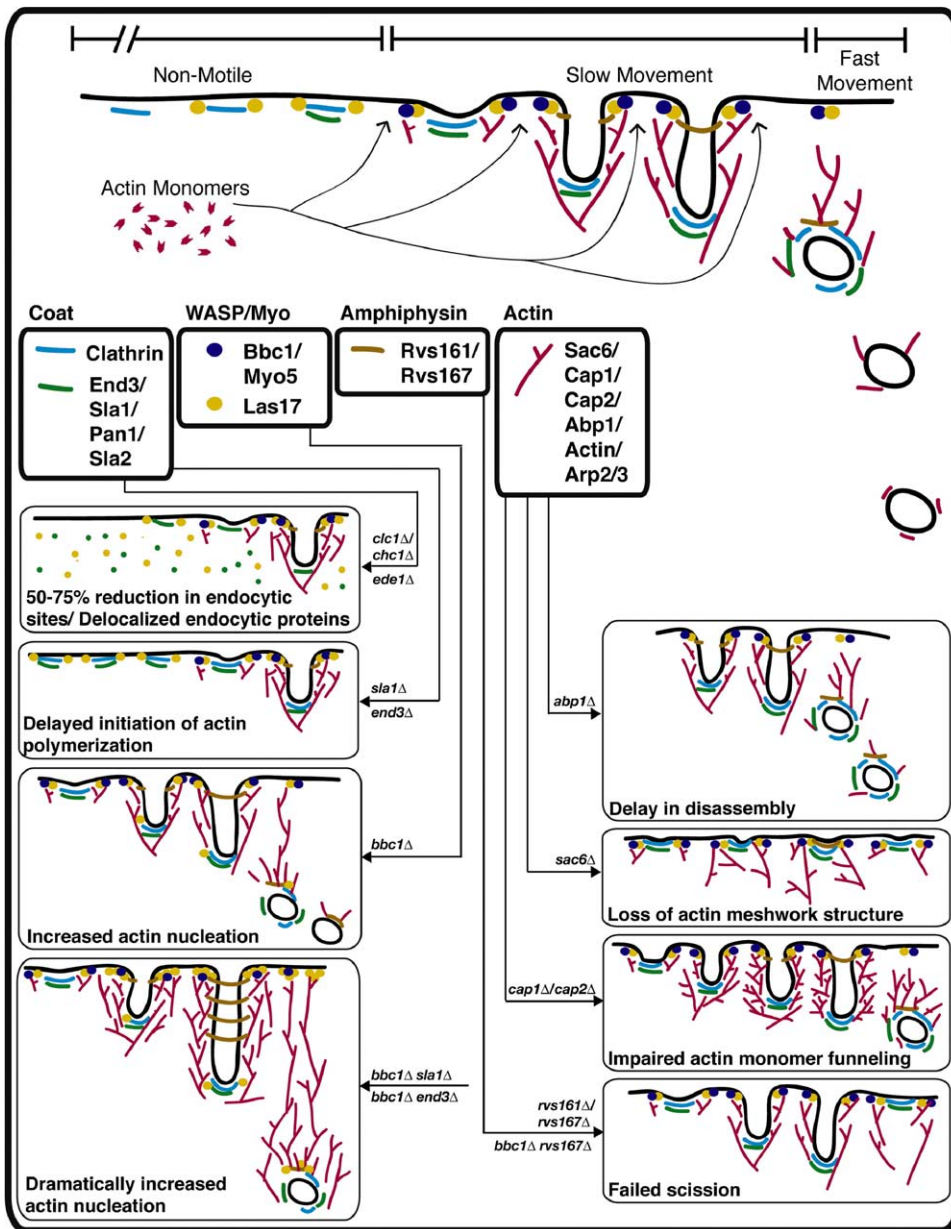 Non-Motile
Slow Movement
Fast
Movement
Actin Monomers
Coat
Clathrin
End3/
Sla1/
Pan1/
Sla2
WASP/Myo
Bbc1/
Myo5
Las17
Amphiphysin
Rvs161/
Rvs167
Actin
Sac6/
Cap1/
Cap2/
Abp1/
Actin/
Arp2/3
clc1Δ/
chc1Δ
ede1Δ
50-75% reduction in endocytic
sites/ Delocalized endocytic proteins
sla1Δ
end3Δ
Delayed initiation of actin
polymerization
bbc1Δ
Increased actin nucleation
bbc1Δ sla1Δ
bbc1Δ end3Δ
Dramatically increased
actin nucleation
abp1Δ
Delay in disassembly
sac6Δ
Loss of actin meshwork structure
cap1Δ/cap2Δ
Impaired actin monomer funneling
rvs161Δ/
rvs167Δ
bbc1Δ rvs167Δ
Failed scission